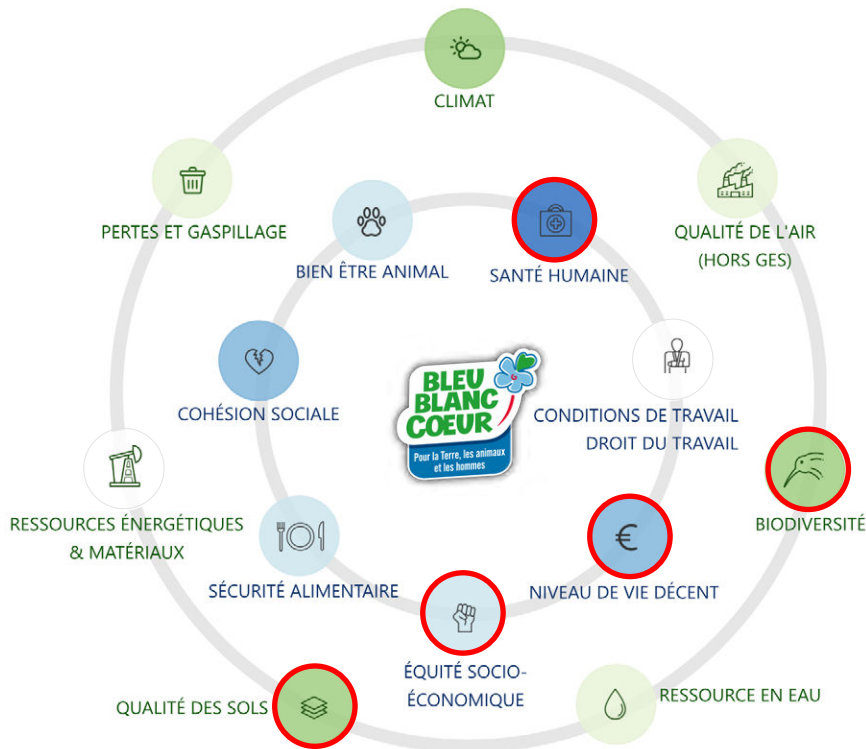 CLIMAT
PERTES ET GASPILLAGE
QUALITÉ DE L'AIR
(HORS GES)
BIEN ÊTRE ANIMAL
SANTÉ HUMAINE
BLEU
BLANC
CŒUR
Pour la Terre, les animaux
et les hommes
COHÉSION SOCIALE
CONDITIONS DE TRAVAIL
DROIT DU TRAVAIL
RESSOURCES ÉNERGÉTIQUES
& MATÉRIAUX
BIODIVERSITÉ
SÉCURITÉ ALIMENTAIRE
€
NIVEAU DE VIE DÉCENT
ÉQUITÉ SOCIO-
ÉCONOMIQUE
QUALITÉ DES SOLS
RESSOURCE EN EAU